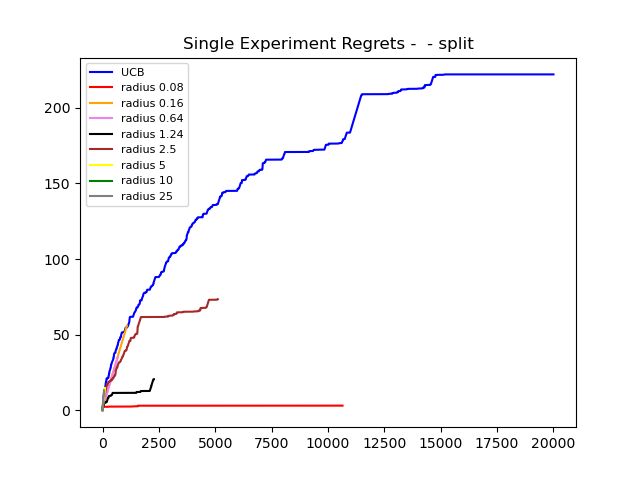 Single Experiment Regrets -  - split
UCB
radius 0.08
radius 0.16
radius 0.64
radius 1.24
radius 2.5
radius 5
radius 10
radius 25
200
150
100
50
0
0 2500 5000 7500 10000 12500 15000 17500 20000